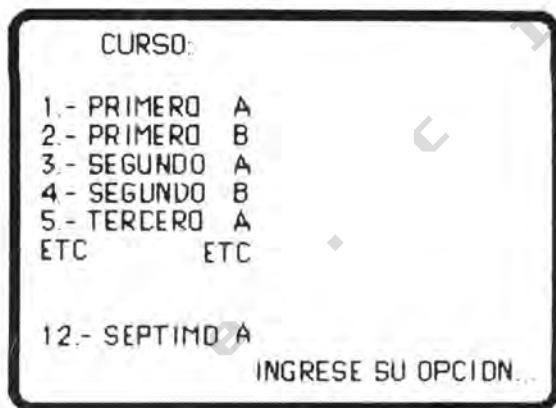 CURSO:
1.- PRIMERO A
2.- PRIMERO B
3.- SEGUNDO A
4.- SEGUNDO B
5.- TERCERO A
ETC ETC
12.- SEPTIMO A
INGRESE SU OPCION...